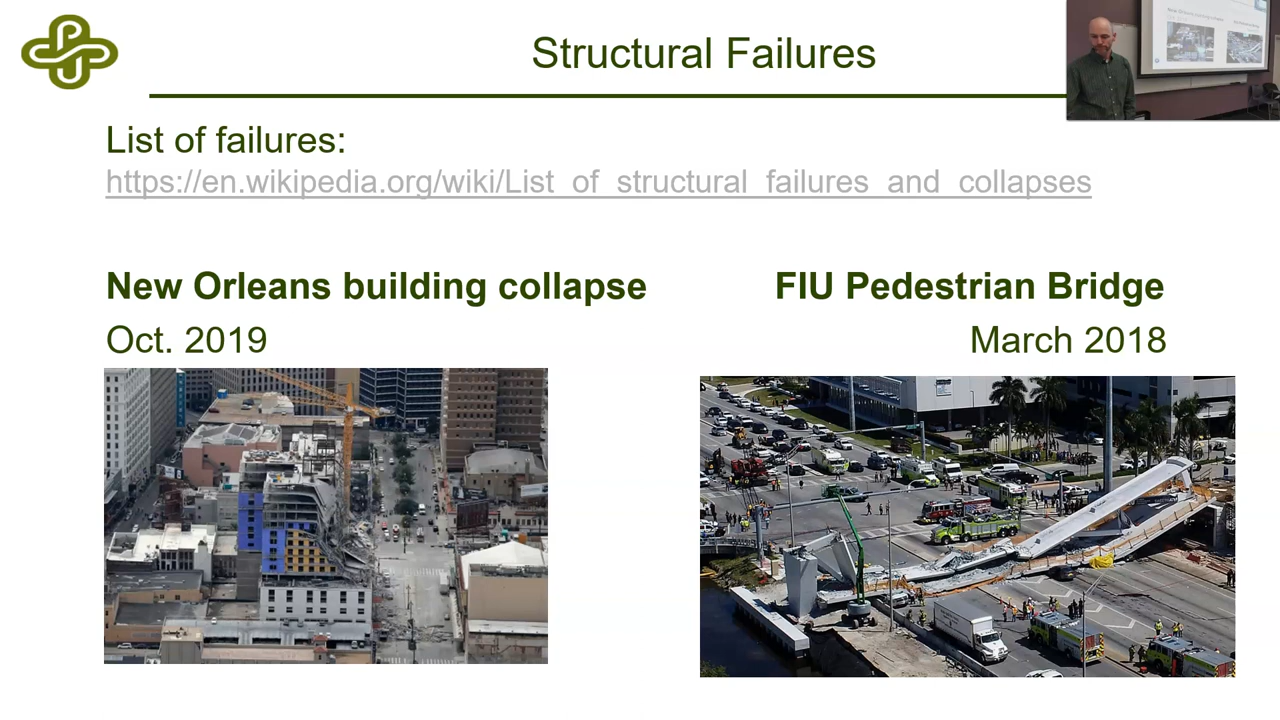 PSU
Structural Failures
List of failures:
https://en.wikipedia.org/wiki/List_of_structural_failures_and_collapses
New Orleans building collapse
FIU Pedestrian Bridge
Oct. 2019
March 2018